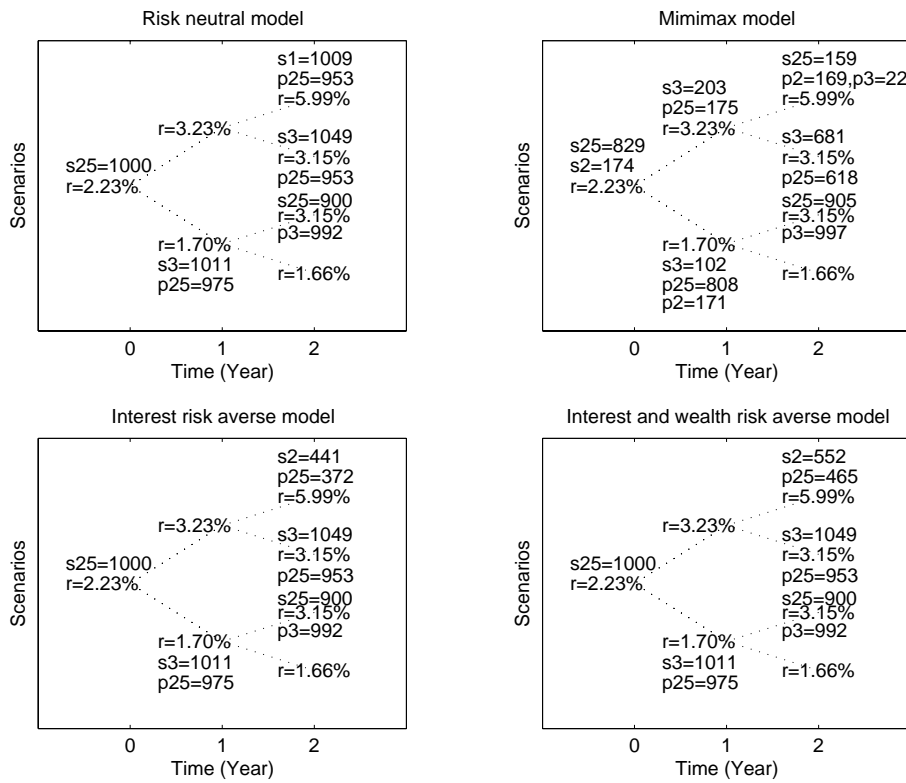 Risk neutral model
s1=1009
p25=953
r=5.99%
r=3.23%
s3=1049
r=3.15%
p25=953
s25=1000
r=2.23%
s25=900
r=3.15%
p3=992
r=1.70%
s3=1011
p25=975
r=1.66%
Scenarios
0 1 2
Time (Year)
Mimimax model
s25=159
p2=169,p3=22
r=5.99%
s3=203
p25=175
r=3.23%
s3=681
r=3.15%
p25=618
s25=829
s2=174
r=2.23%
s25=905
r=3.15%
p3=997
r=1.70%
s3=102
p25=808
p2=171
r=1.66%
Scenarios
0 1 2
Time (Year)
Interest risk averse model
s2=441
p25=372
r=5.99%
r=3.23%
s3=1049
r=3.15%
p25=953
s25=1000
r=2.23%
s25=900
r=3.15%
p3=992
r=1.70%
s3=1011
p25=975
r=1.66%
Scenarios
0 1 2
Time (Year)
Interest and wealth risk averse model
s2=552
p25=465
r=5.99%
r=3.23%
s3=1049
r=3.15%
p25=953
s25=1000
r=2.23%
s25=900
r=3.15%
p3=992
r=1.70%
s3=1011
p25=975
r=1.66%
Scenarios
0 1 2
Time (Year)